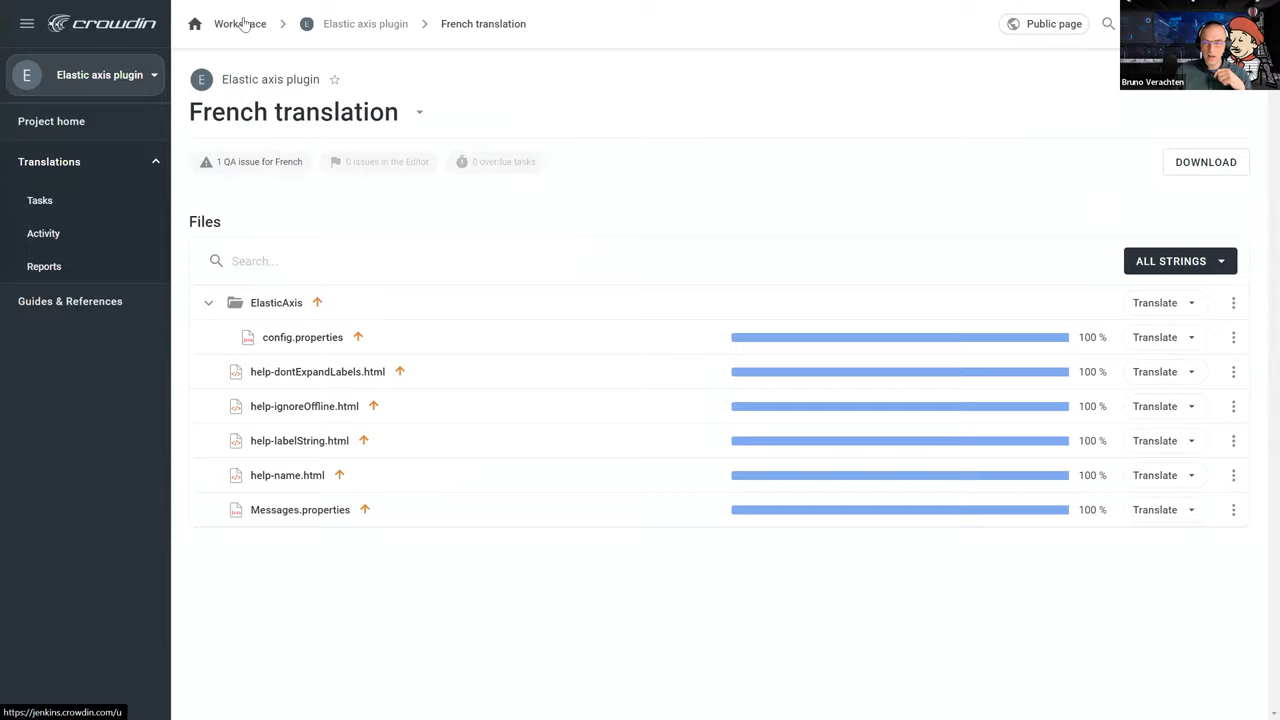 crowdin
Workspace
E
Elastic axis plugin
French translation
Public page
Bruno Verachten
E
Elastic axis plugin
Project home
Translations
Tasks
Activity
Reports
Guides & References
E
Elastic axis plugin
French translation
1 QA issue for French
0 issues in the Editor
0 overdue tasks
DOWNLOAD
Files
Search...
ALL STRINGS
ElasticAxis
Translate
config.properties
100 %
Translate
help-dontExpandLabels.html
100 %
Translate
help-ignoreOffline.html
100 %
Translate
help-labelString.html
100 %
Translate
help-name.html
100 %
Translate
Messages.properties
100 %
Translate
https://jenkins.crowdin.com/u